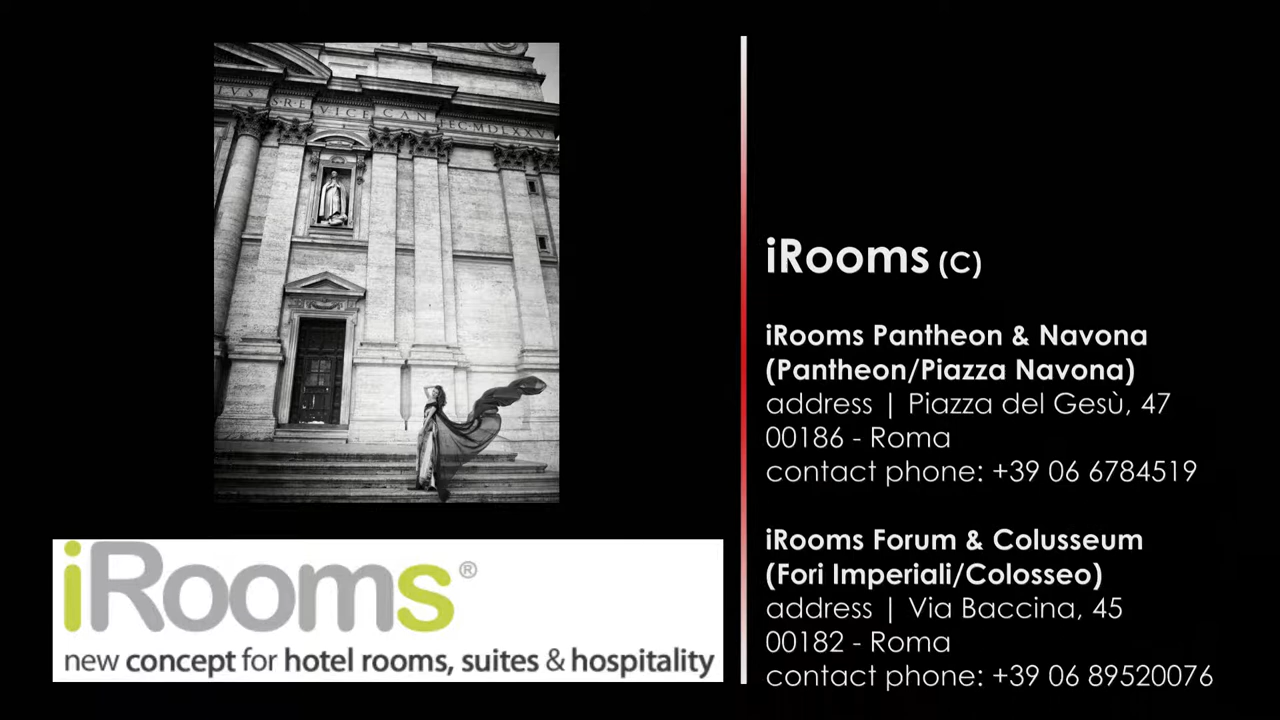 IVS S.R.E VICE CAN
FEC MDLXXV
iRooms (C)
iRooms Pantheon & Navona
(Pantheon/Piazza Navona)
address | Piazza del Gesù, 47
00186 - Roma
contact phone: +39 06 6784519
iRooms Forum & Colusseum
(Fori Imperiali/Colosseo)
address | Via Baccina, 45
00182 - Roma
contact phone: +39 06 89520076
iRooms®
new concept for hotel rooms, suites & hospitality